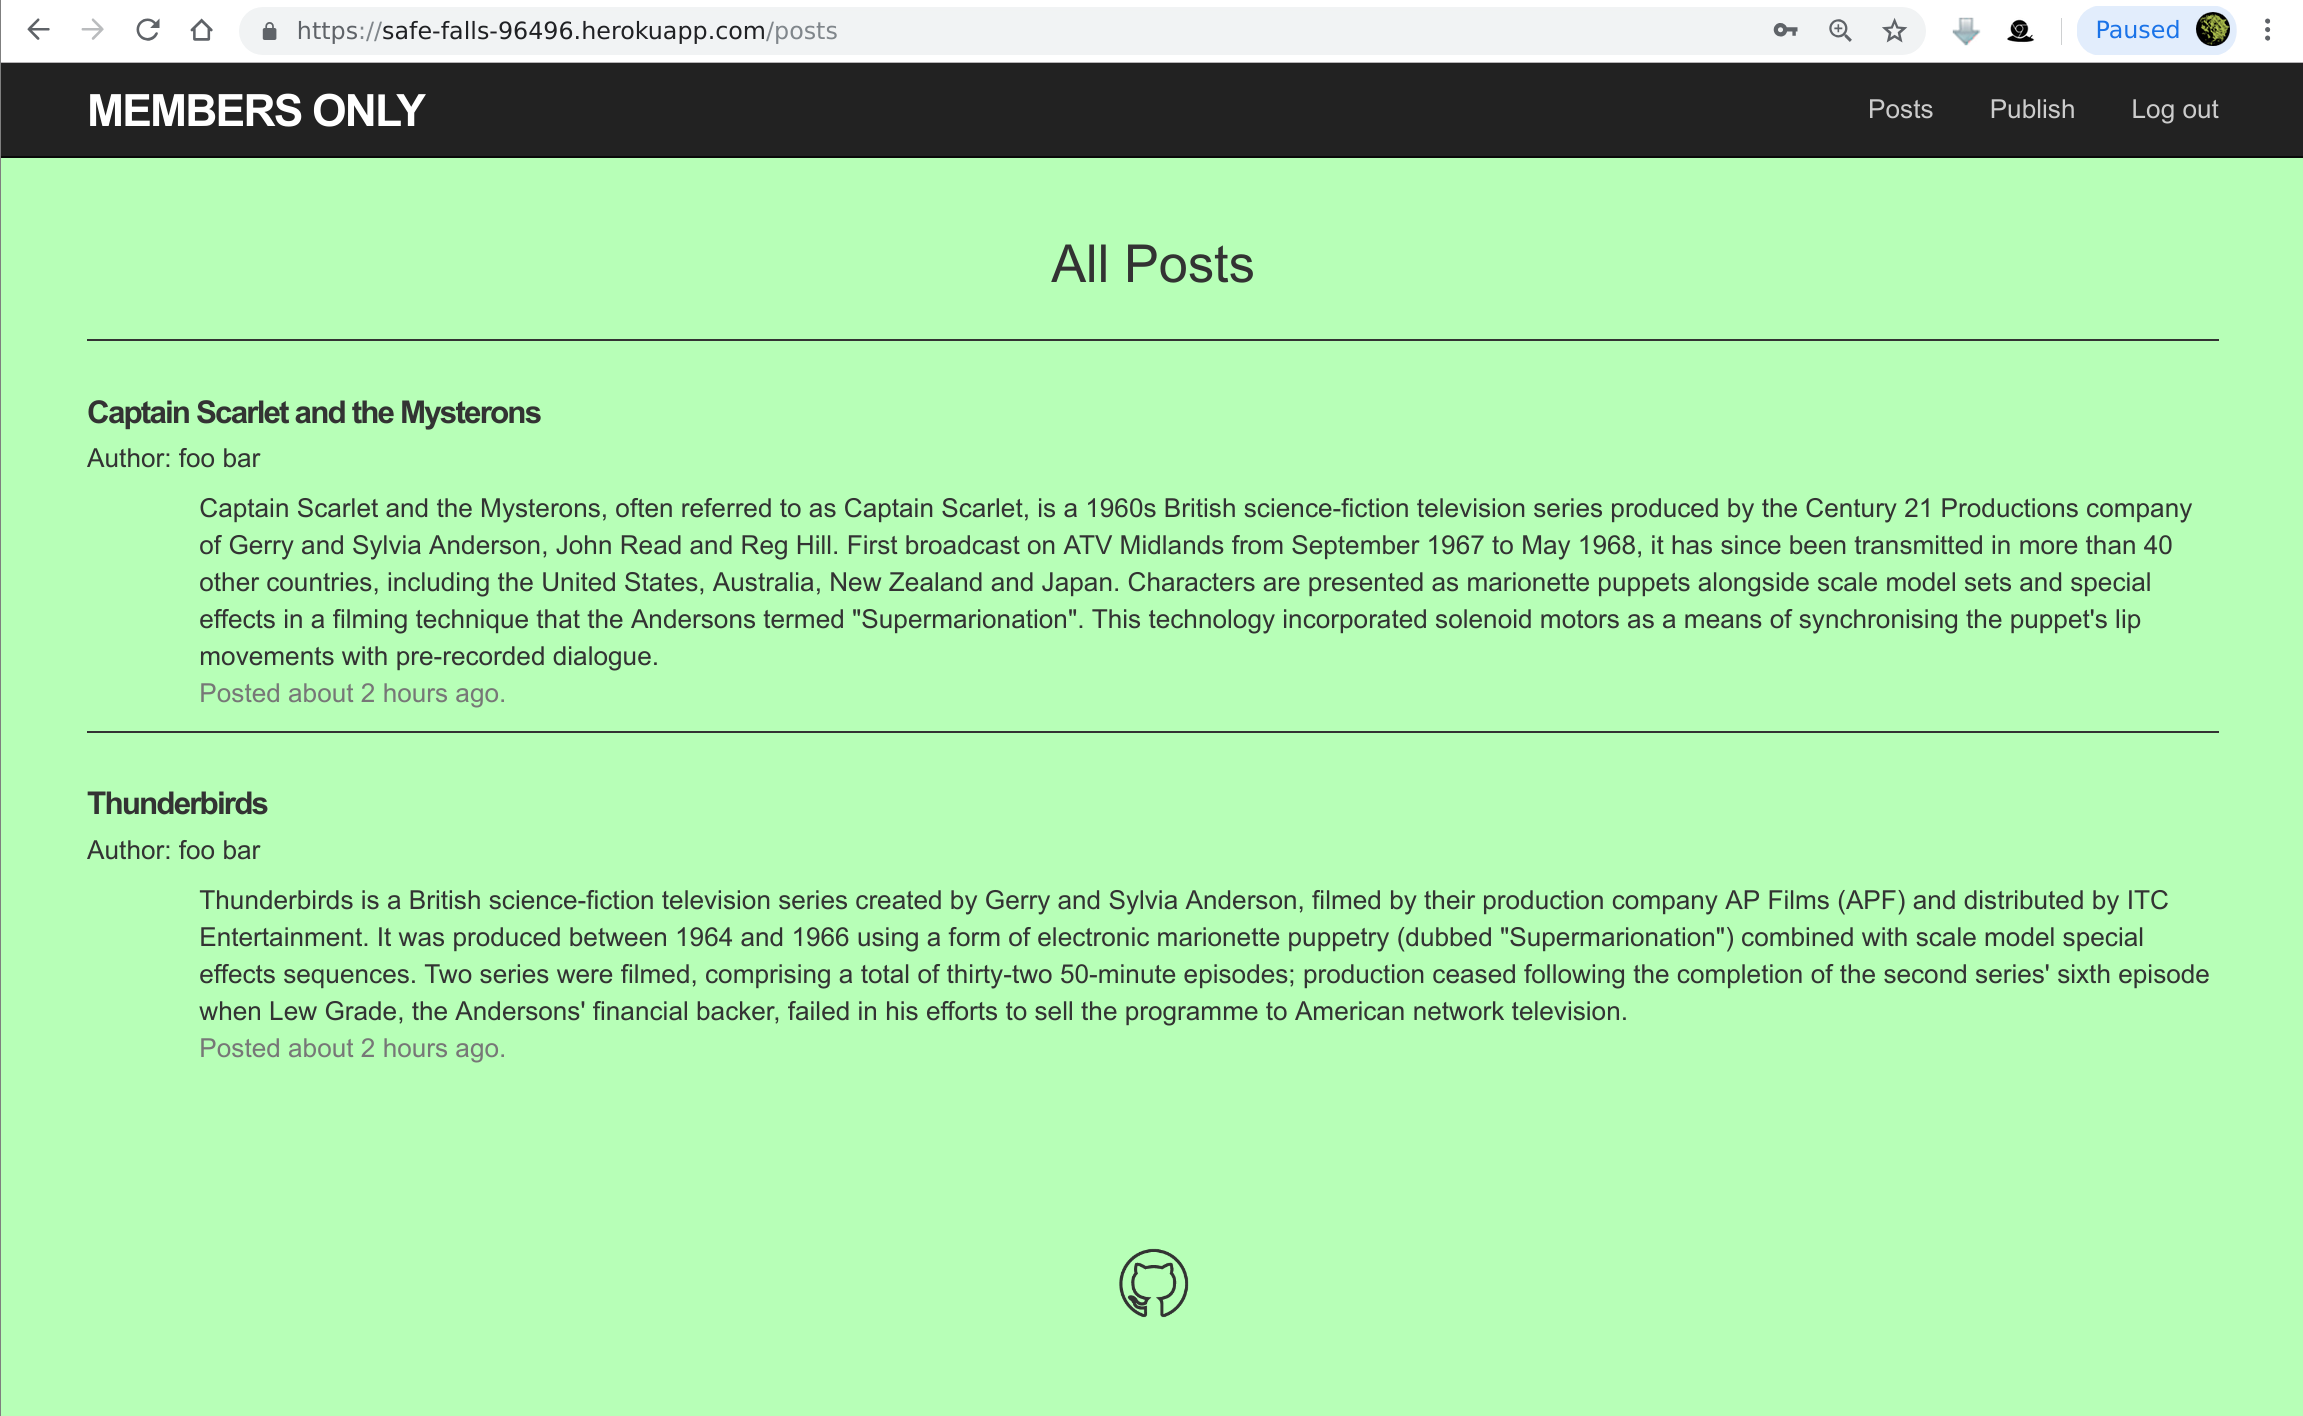 https://safe-falls-96496.herokuapp.com/posts
Paused
MEMBERS ONLY
Posts
Publish
Log out
All Posts
Captain Scarlet and the Mysterons
Author: foo bar
Captain Scarlet and the Mysterons, often referred to as Captain Scarlet, is a 1960s British science-fiction television series produced by the Century 21 Productions company
of Gerry and Sylvia Anderson, John Read and Reg Hill. First broadcast on ATV Midlands from September 1967 to May 1968, it has since been transmitted in more than 40
other countries, including the United States, Australia, New Zealand and Japan. Characters are presented as marionette puppets alongside scale model sets and special
effects in a filming technique that the Andersons termed "Supermarionation". This technology incorporated solenoid motors as a means of synchronising the puppet's lip
movements with pre-recorded dialogue.
Posted about 2 hours ago.
Thunderbirds
Author: foo bar
Thunderbirds is a British science-fiction television series created by Gerry and Sylvia Anderson, filmed by their production company AP Films (APF) and distributed by ITC
Entertainment. It was produced between 1964 and 1966 using a form of electronic marionette puppetry (dubbed "Supermarionation") combined with scale model special
effects sequences. Two series were filmed, comprising a total of thirty-two 50-minute episodes; production ceased following the completion of the second series' sixth episode
when Lew Grade, the Andersons' financial backer, failed in his efforts to sell the programme to American network television.
Posted about 2 hours ago.